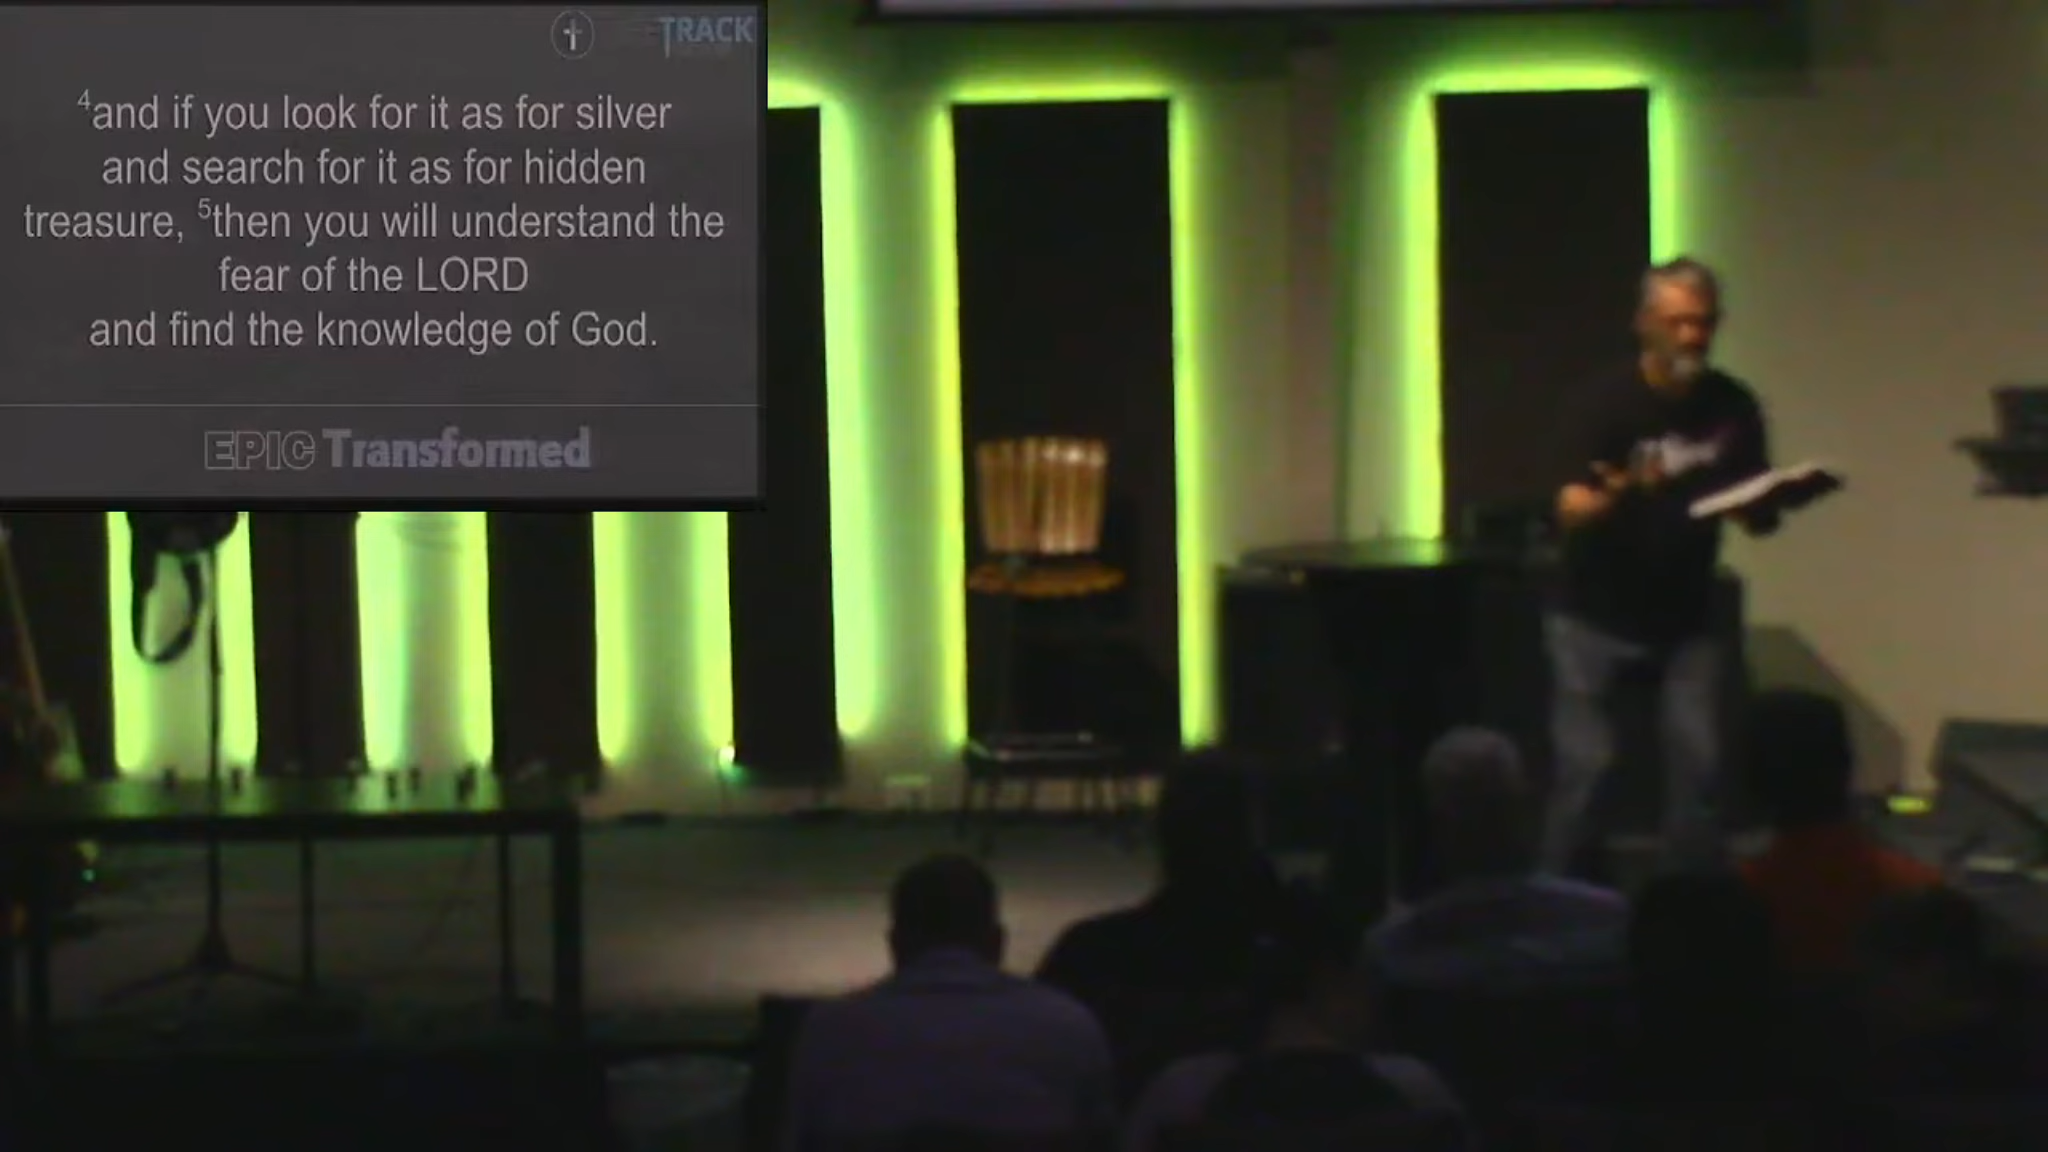 TRACK
⁴and if you look for it as for silver
and search for it as for hidden
treasure, ⁵then you will understand the
fear of the LORD
and find the knowledge of God.
EPIC Transformed